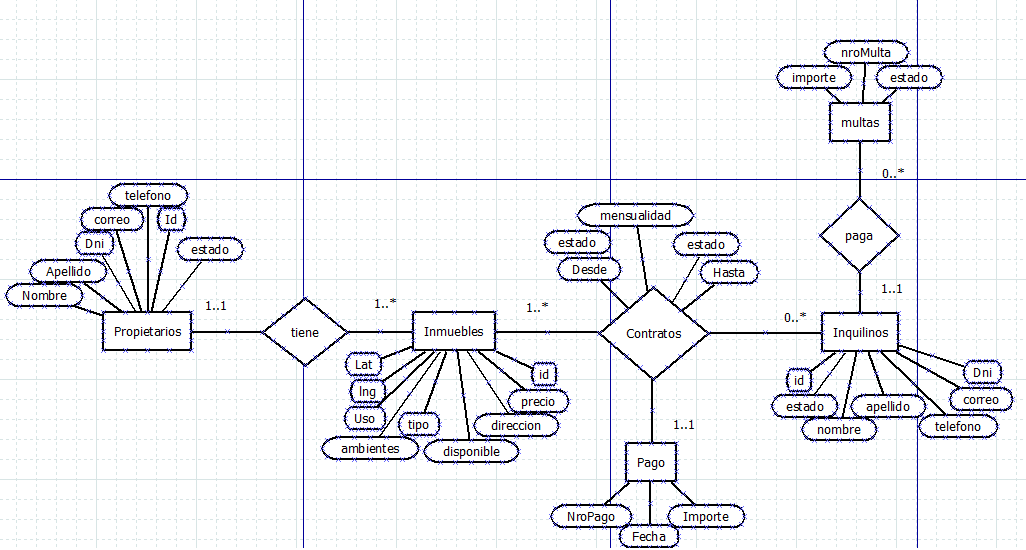 nroMulta
importe
estado
multas
0..*
paga
1..1
telefono
correo
Id
Dni
estado
Apellido
Nombre
Propietarios
1..1
tiene
1..*
Inmuebles
1..*
mensualidad
estado
estado
Desde
Hasta
Contratos
0..*
Inquilinos
Lat
lng
Uso
ambientes
tipo
disponible
direccion
precio
id
1..1
Pago
NroPago
Fecha
Importe
id
estado
nombre
apellido
telefono
correo
Dni